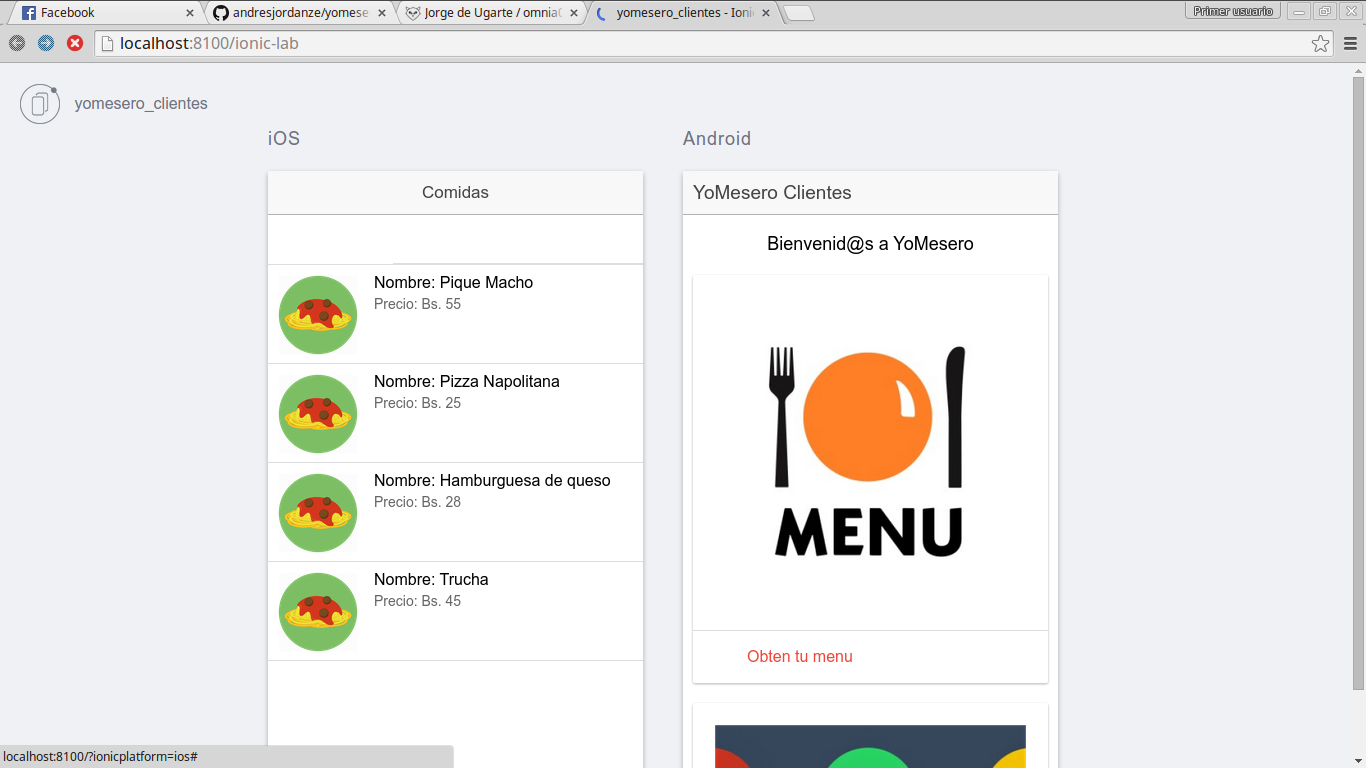 Facebook
andresjordanze/yomese
Jorge de Ugarte / omnia
yomesero_clientes - Ioni
Primer usuario
localhost:8100/ionic-lab
yomesero_clientes
iOS
Android
Comidas
YoMesero Clientes
Bienvenid@s a YoMesero
Nombre: Pique Macho
Precio: Bs. 55
Nombre: Pizza Napolitana
Precio: Bs. 25
Nombre: Hamburguesa de queso
Precio: Bs. 28
Nombre: Trucha
Precio: Bs. 45
MENU
Obten tu menu
localhost:8100/?ionicplatform=ios#